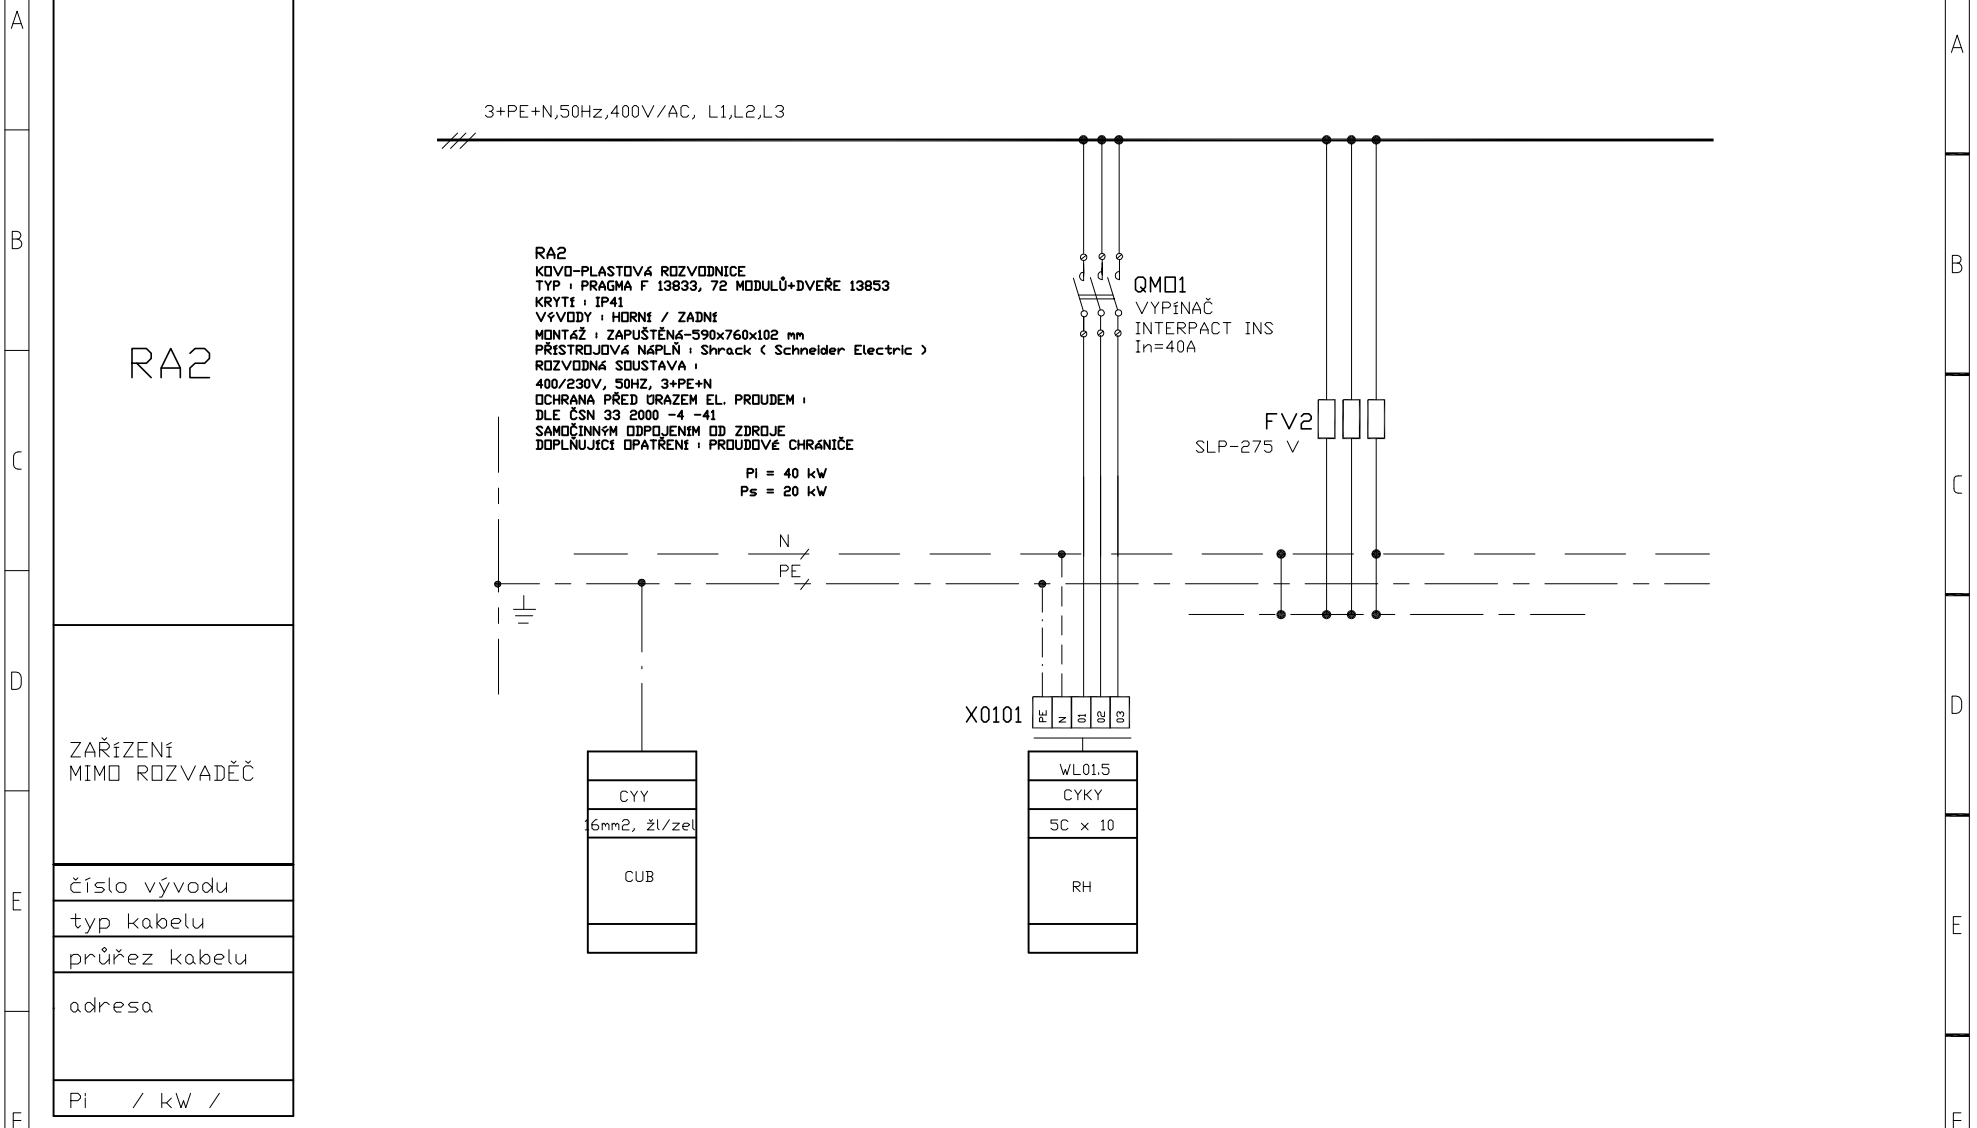 A
A
3+PE+N,50Hz,400V/AC, L1,L2,L3
B
B
RA2
RA2
KOVO-PLASTOVÁ ROZVODNICE
TYP : PRAGMA F 13833, 72 MODULŮ+DVEŘE 13853
KRYTÍ : IP41
VÝVODY : HORNÍ / ZADNÍ
MONTÁŽ : ZAPUŠTĚNÁ-590x760x102 mm
PŘÍSTROJOVÁ NÁPLŇ : Shrack ( Schneider Electric )
ROZVODNÁ SOUSTAVA :
400/230V, 50HZ, 3+PE+N
OCHRANA PŘED ÚRAZEM EL. PROUDEM :
DLE ČSN 33 2000 -4 -41
SAMOČINNÝM ODPOJENÍM OD ZDROJE
DOPLŇUJÍCÍ OPATŘENÍ : PROUDOVÉ CHRÁNIČE
Pi = 40 kW
Ps = 20 kW
QM01
VYPÍNAČ
INTERPACT INS
In=40A
FV2
SLP-275 V
C
C
N
PE
D
D
X0101
PE
N
01
02
03
ZAŘÍZENÍ
MIMO ROZVADĚČ
CYY
16mm2, žl/zel
CUB
WL01.5
CYKY
5C x 10
RH
E
E
číslo vývodu
typ kabelu
průřez kabelu
adresa
Pi / kW /
F
F